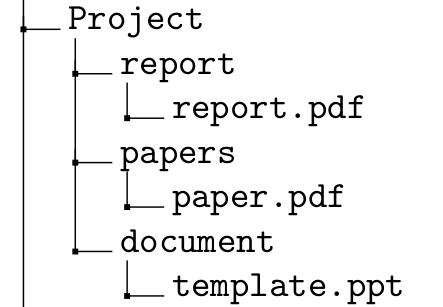 Project
report
report.pdf
papers
paper.pdf
document
template.ppt